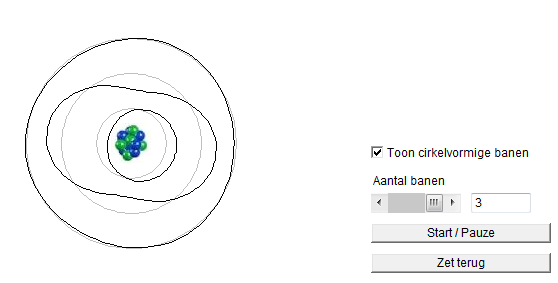 Toon cirkelvormige banen
Aantal banen
3
Start / Pauze
Zet terug